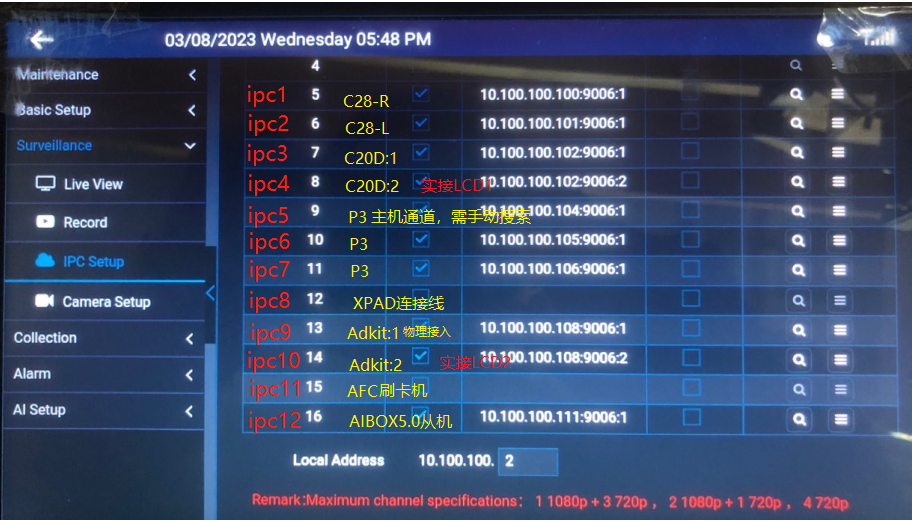 03/08/2023 Wednesday 05:48 PM
Maintenance
Basic Setup
Surveillance
Live View
Record
IPC Setup
Camera Setup
Collection
Alarm
AI Setup
4
ipc1 5 C28-R 10.100.100.100:9006:1
ipc2 6 C28-L 10.100.100.101:9006:1
ipc3 7 C20D:1 10.100.100.102:9006:1
ipc4 8 C20D:2 实接LCD1 10.100.100.102:9006:2
ipc5 9 P3 主机通道，需手动搜索 10.100.100.104:9006:1
ipc6 10 P3 10.100.100.105:9006:1
ipc7 11 P3 10.100.100.106:9006:1
ipc8 12 XPAD连接线
ipc9 13 Adkit:1 物理接入 10.100.100.108:9006:1
ipc10 14 Adkit:2 实接LCD2 10.100.100.108:9006:2
ipc11 15 AFC刷卡机
ipc12 16 AIBOX5.0从机 10.100.100.111:9006:1
Local Address 10.100.100. 2
Remark:Maximum channel specifications: 1 1080p + 3 720p , 2 1080p + 1 720p , 4 720p